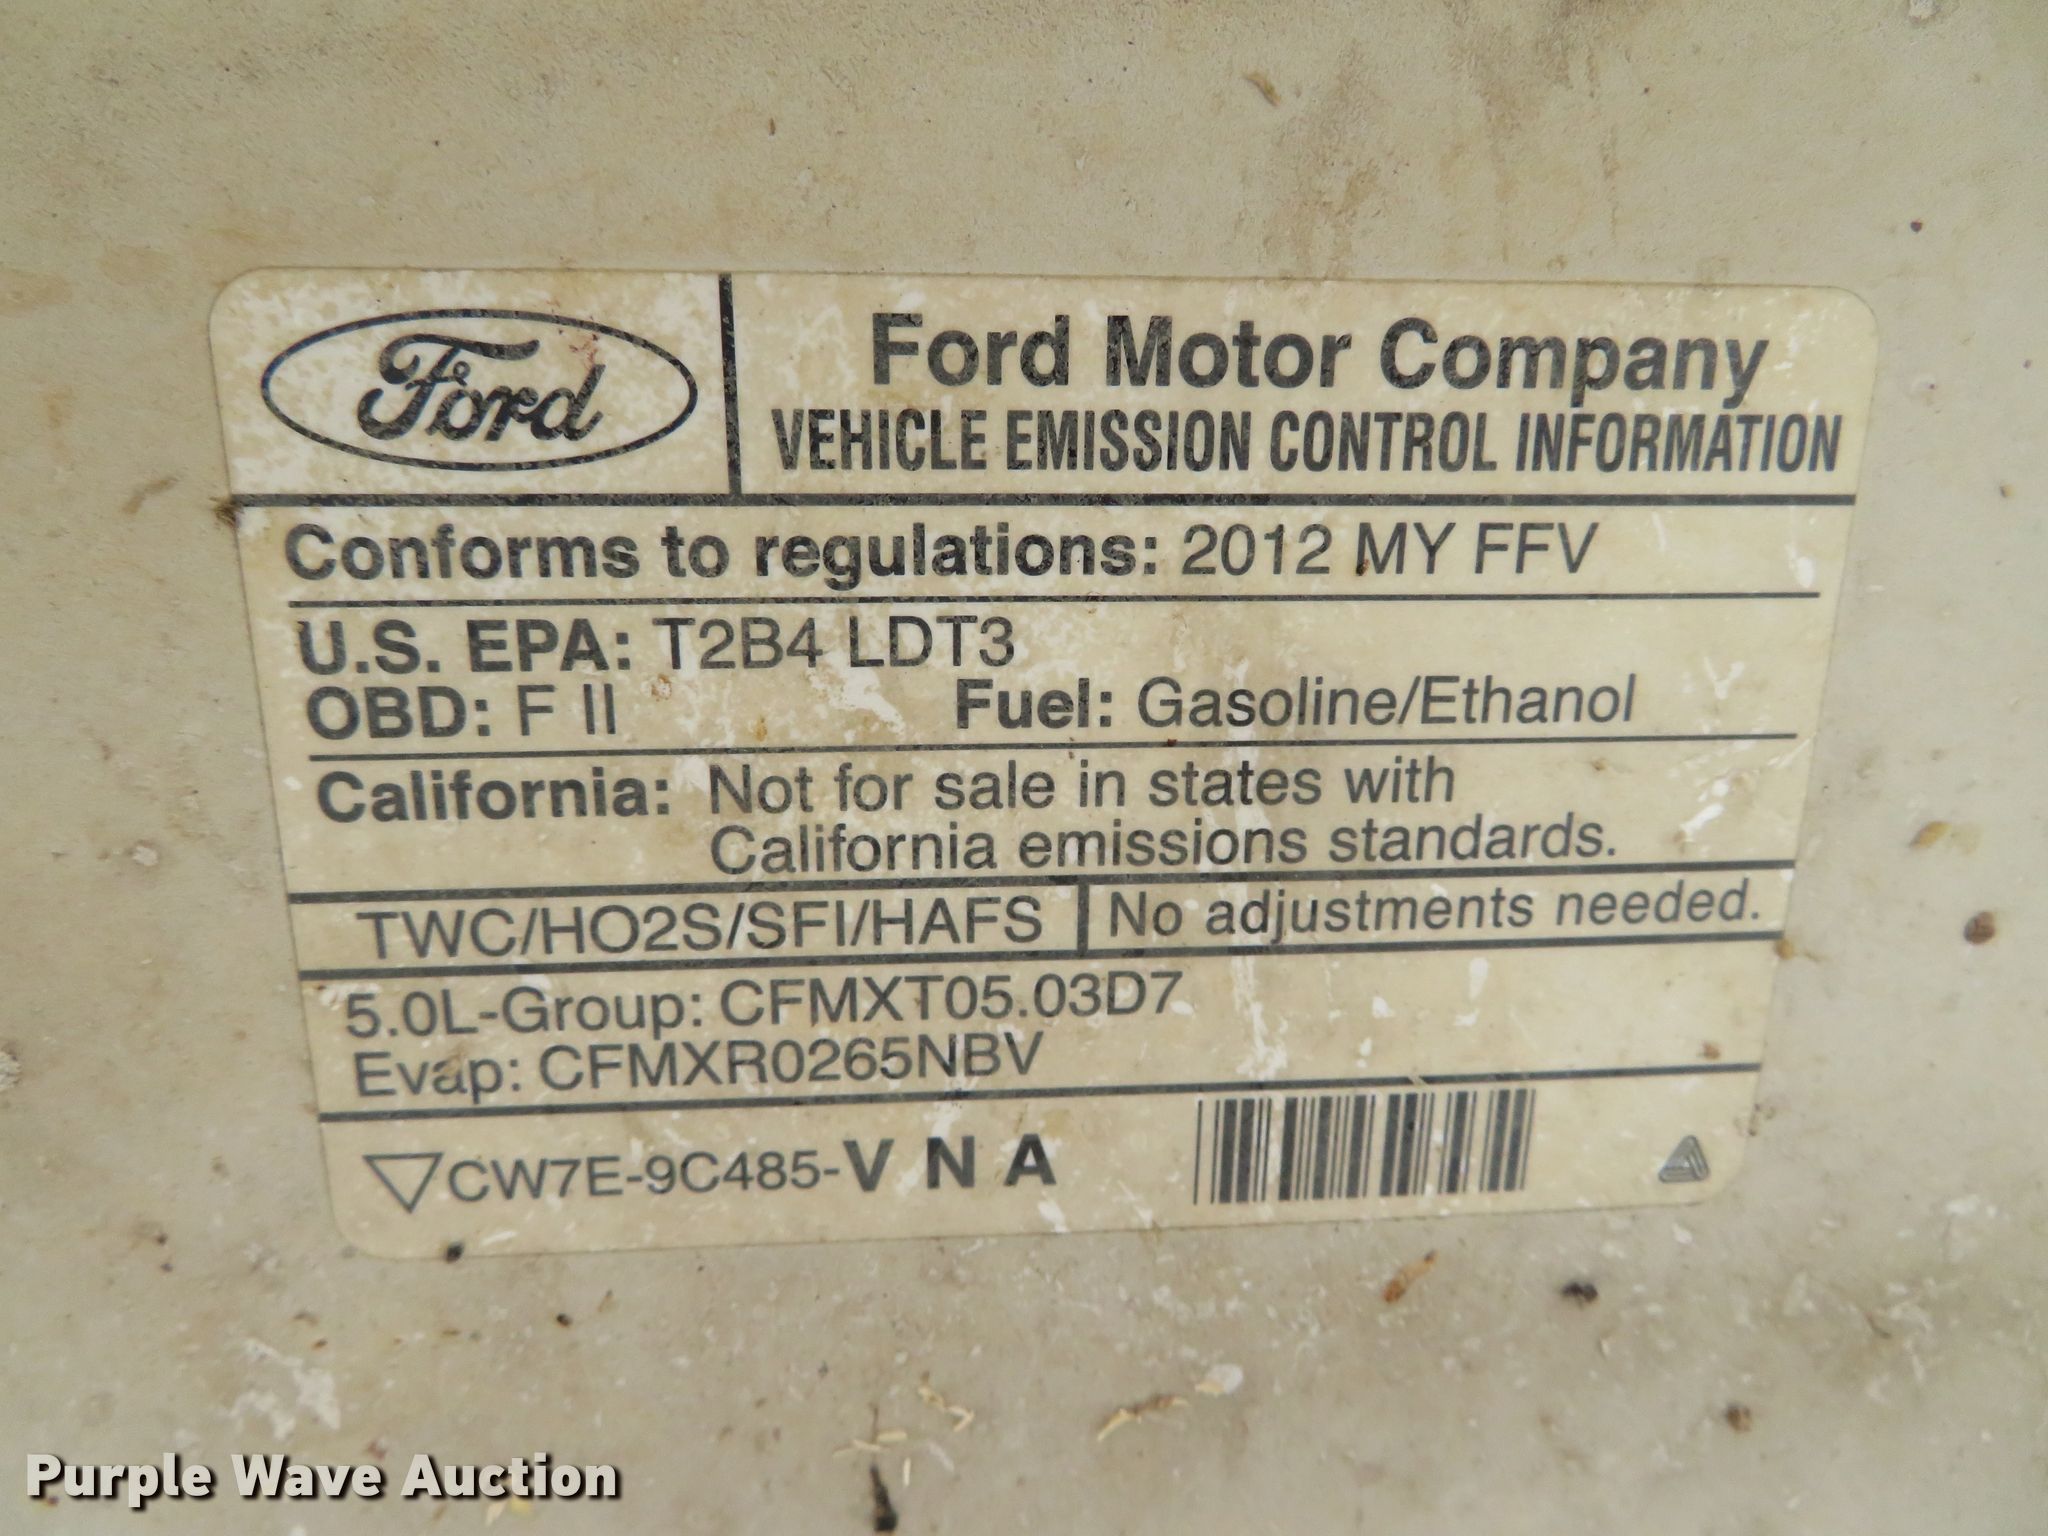 Ford
Ford Motor Company
VEHICLE EMISSION CONTROL INFORMATION
Conforms to regulations: 2012 MY FFV
U.S. EPA: T2B4 LDT3
OBD: F II Fuel: Gasoline/Ethanol
California: Not for sale in states with
California emissions standards.
TWC/HO2S/SFI/HAFS No adjustments needed.
5.0L-Group: CFMXT05.03D7
Evap: CFMXR0265NBV
CW7E-9C485-V N A
Purple Wave Auction